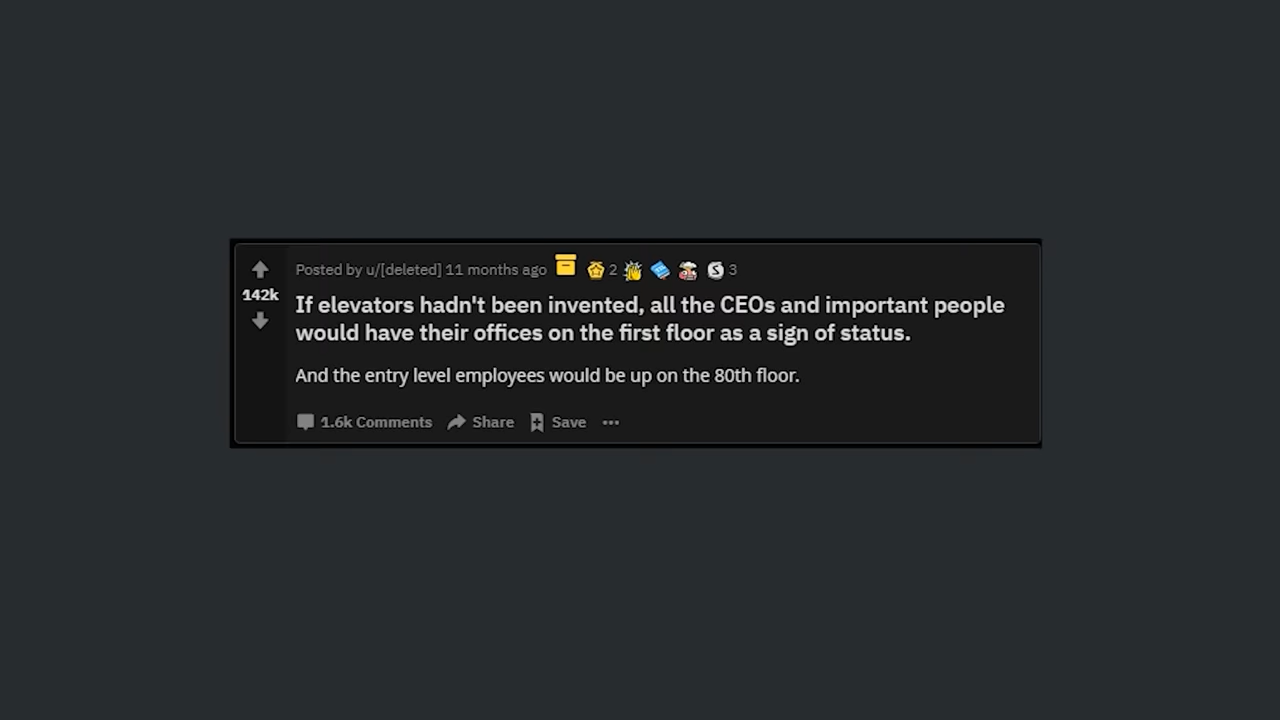 Posted by u/[deleted] 11 months ago 2 3
142k
If elevators hadn't been invented, all the CEOs and important people
would have their offices on the first floor as a sign of status.
And the entry level employees would be up on the 80th floor.
1.6k Comments Share Save ...